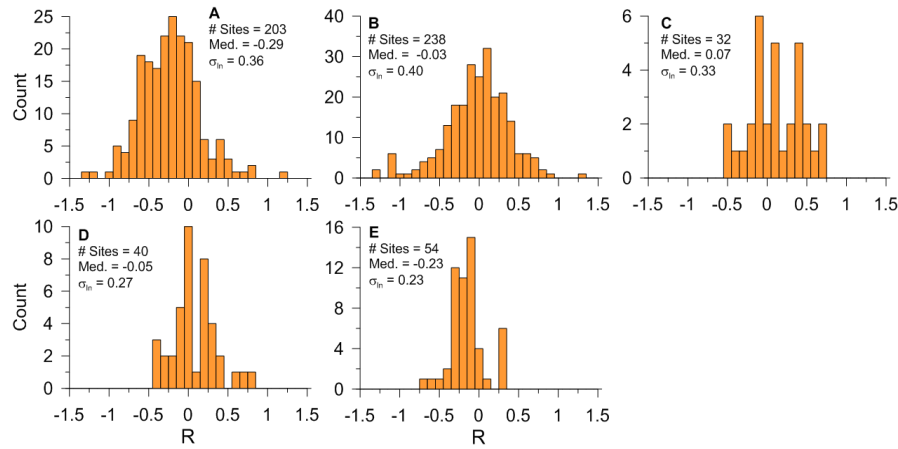 A
# Sites = 203
Med. = -0.29
σln = 0.36
25
20
15
10
5
0
Count
-1.5 -1 -0.5 0 0.5 1 1.5
B
# Sites = 238
Med. = -0.03
σln = 0.40
40
30
20
10
0
-1.5 -1 -0.5 0 0.5 1 1.5
C
# Sites = 32
Med. = 0.07
σln = 0.33
6
4
2
0
-1.5 -1 -0.5 0 0.5 1 1.5
D
# Sites = 40
Med. = -0.05
σln = 0.27
10
8
6
4
2
0
Count
-1.5 -1 -0.5 0 0.5 1 1.5
R
E
# Sites = 54
Med. = -0.23
σln = 0.23
16
12
8
4
0
-1.5 -1 -0.5 0 0.5 1 1.5
R